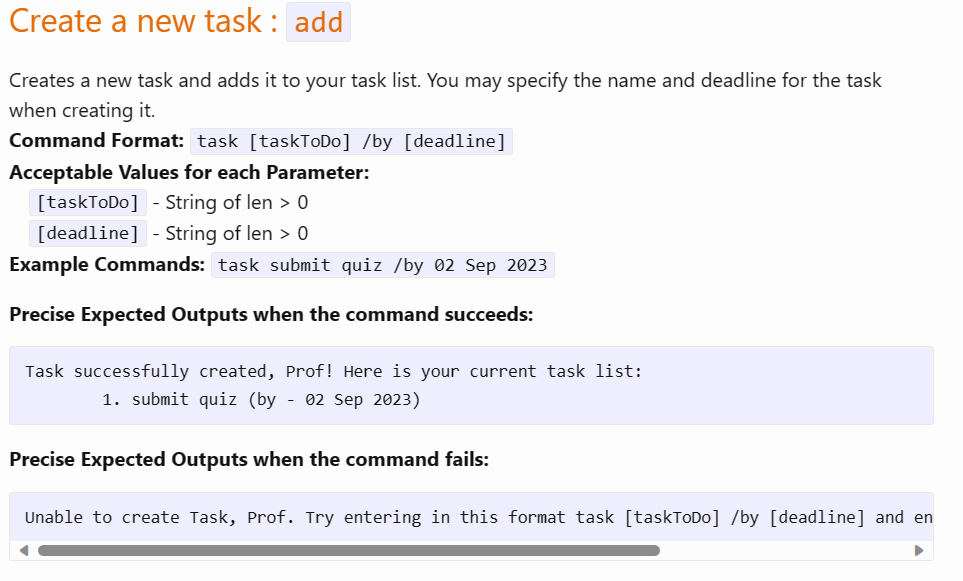 Create a new task : add
Creates a new task and adds it to your task list. You may specify the name and deadline for the task
when creating it.
Command Format: task [taskToDo] /by [deadline]
Acceptable Values for each Parameter:
[taskToDo] - String of len > 0
[deadline] - String of len > 0
Example Commands: task submit quiz /by 02 Sep 2023
Precise Expected Outputs when the command succeeds:
Task successfully created, Prof! Here is your current task list:
1. submit quiz (by - 02 Sep 2023)
Precise Expected Outputs when the command fails:
Unable to create Task, Prof. Try entering in this format task [taskToDo] /by [deadline] and en